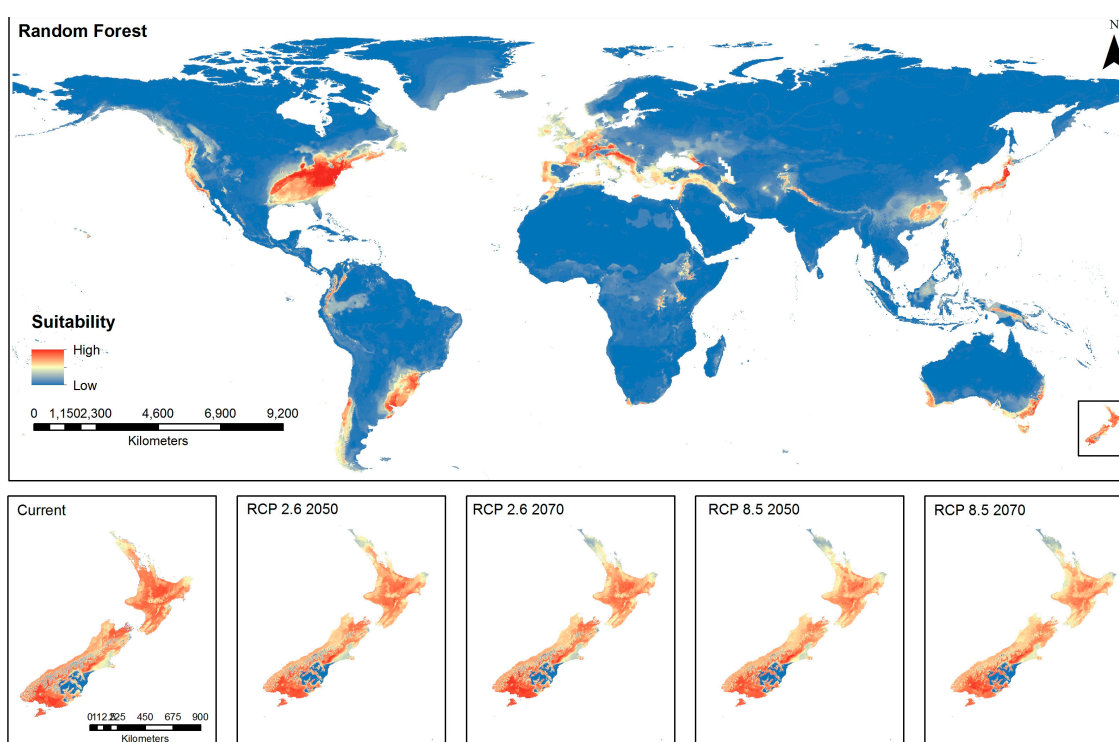 Random Forest
N
Suitability
High
Low
0 1,150 2,300 4,600 6,900 9,200
Kilometers
Current
RCP 2.6 2050
RCP 2.6 2070
RCP 8.5 2050
RCP 8.5 2070
450 675 900
Kilometers